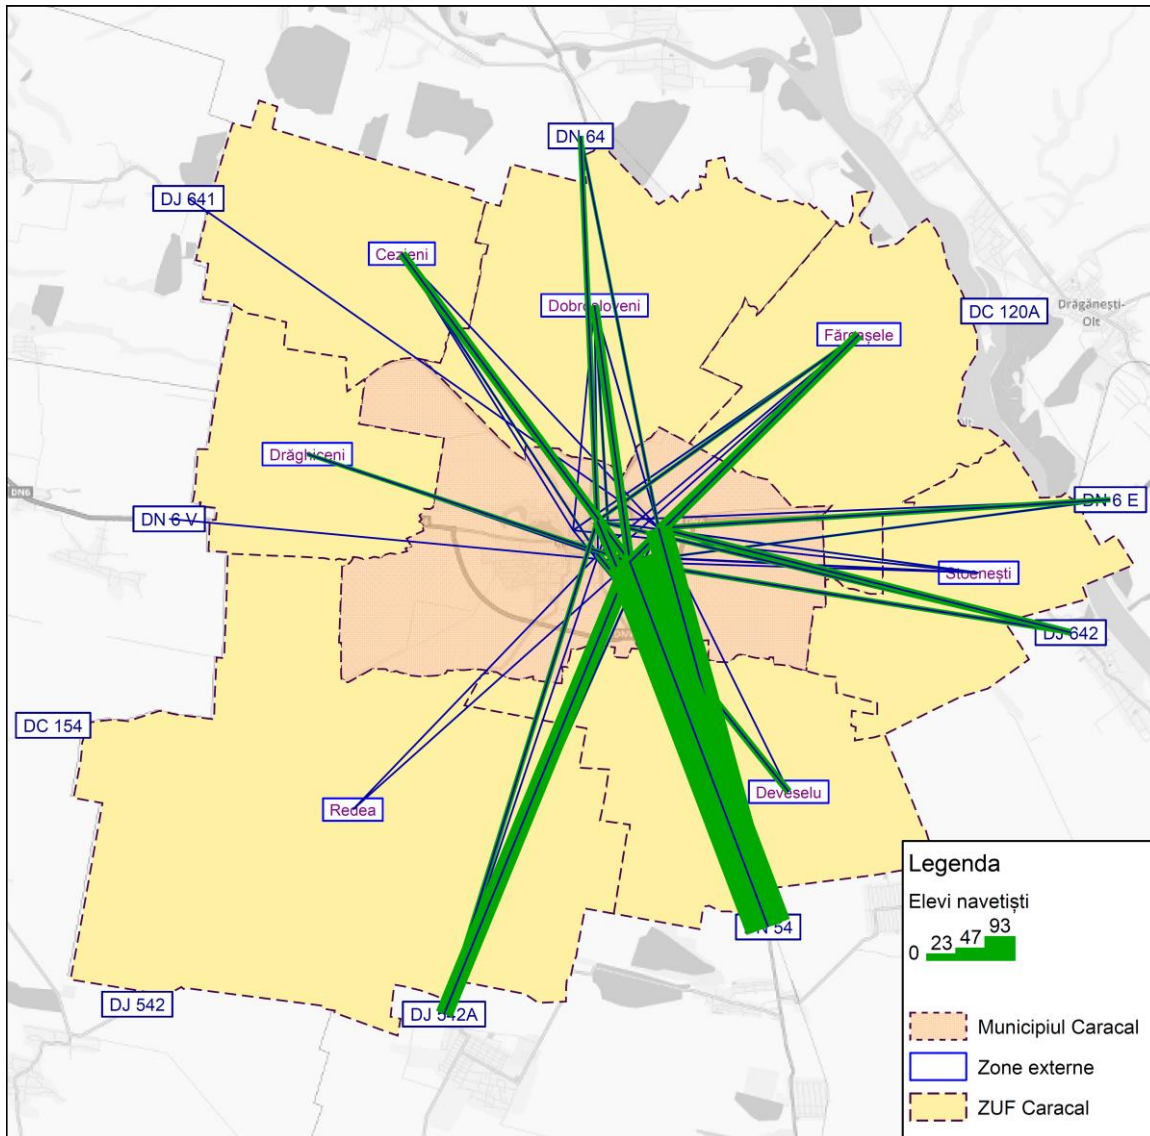 DN 64
DJ 641
Cezieni
Dobrosloveni
DC 120A
Drăgănești-
Olt
Fărcașele
Drăghiceni
DN6
DN 6 V
DN 6 E
Stoenești
DJ 642
DC 154
Redea
Deveselu
DN 54
DJ 542
DJ 542A
Legenda
Elevi navetiști
0 23 47 93
Municipiul Caracal
Zone externe
ZUF Caracal